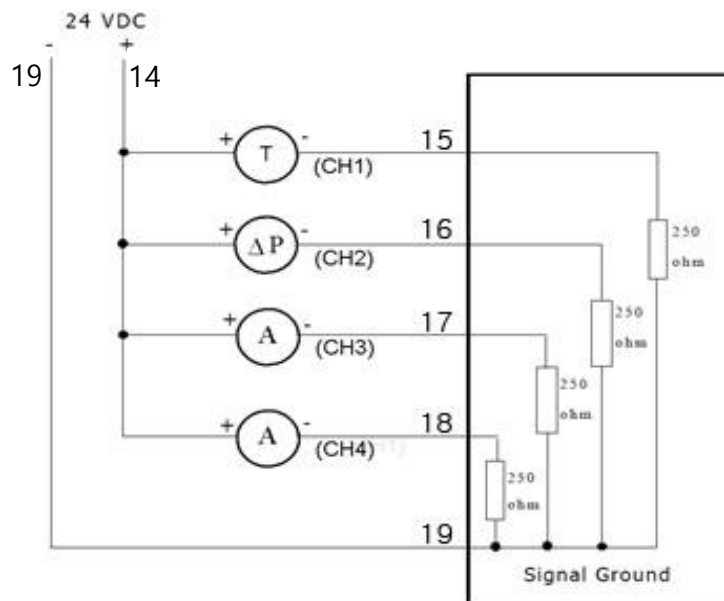 24 VDC
- +
19 14
+ T - 15
(CH1)
+ ΔP - 16
(CH2)
250
ohm
+ A - 17
(CH3)
250
ohm
+ A - 18
(CH4)
250
ohm
250
ohm
19
Signal Ground